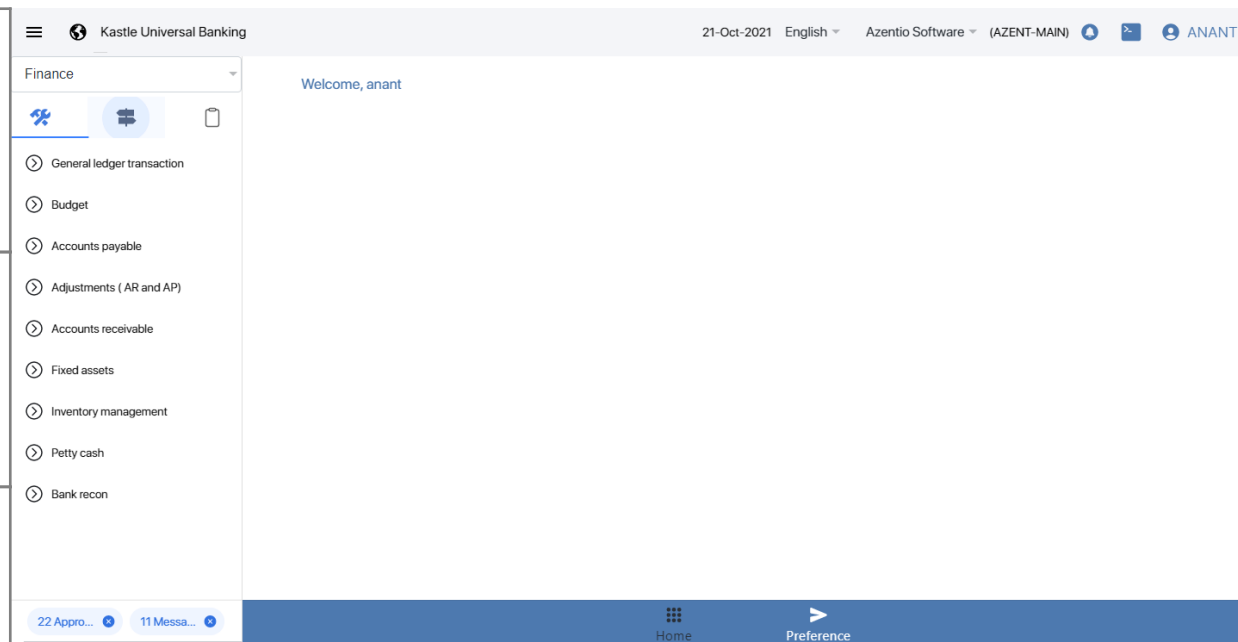 Kastle Universal Banking 21-Oct-2021 English Azentio Software (AZENT-MAIN) >_ ANANT
Finance
Welcome, anant
General ledger transaction
Budget
Accounts payable
Adjustments ( AR and AP)
Accounts receivable
Fixed assets
Inventory management
Petty cash
Bank recon
22 Appro... 11 Messa...
Home Preference